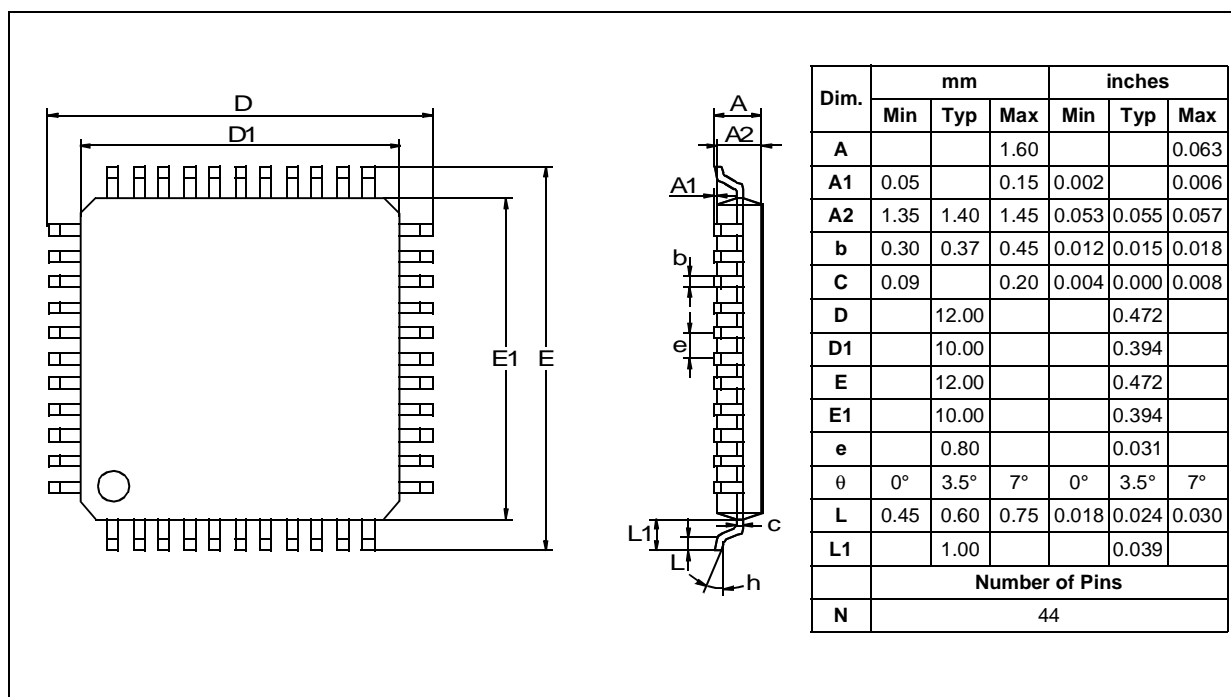 D
D1
E1
E
A
A2
A1
b
e
L1
L
c
h
Dim. mm inches
Min Typ Max Min Typ Max
A 1.60 0.063
A1 0.05 0.15 0.002 0.006
A2 1.35 1.40 1.45 0.053 0.055 0.057
b 0.30 0.37 0.45 0.012 0.015 0.018
C 0.09 0.20 0.004 0.000 0.008
D 12.00 0.472
D1 10.00 0.394
E 12.00 0.472
E1 10.00 0.394
e 0.80 0.031
θ 0° 3.5° 7° 0° 3.5° 7°
L 0.45 0.60 0.75 0.018 0.024 0.030
L1 1.00 0.039
Number of Pins
N 44